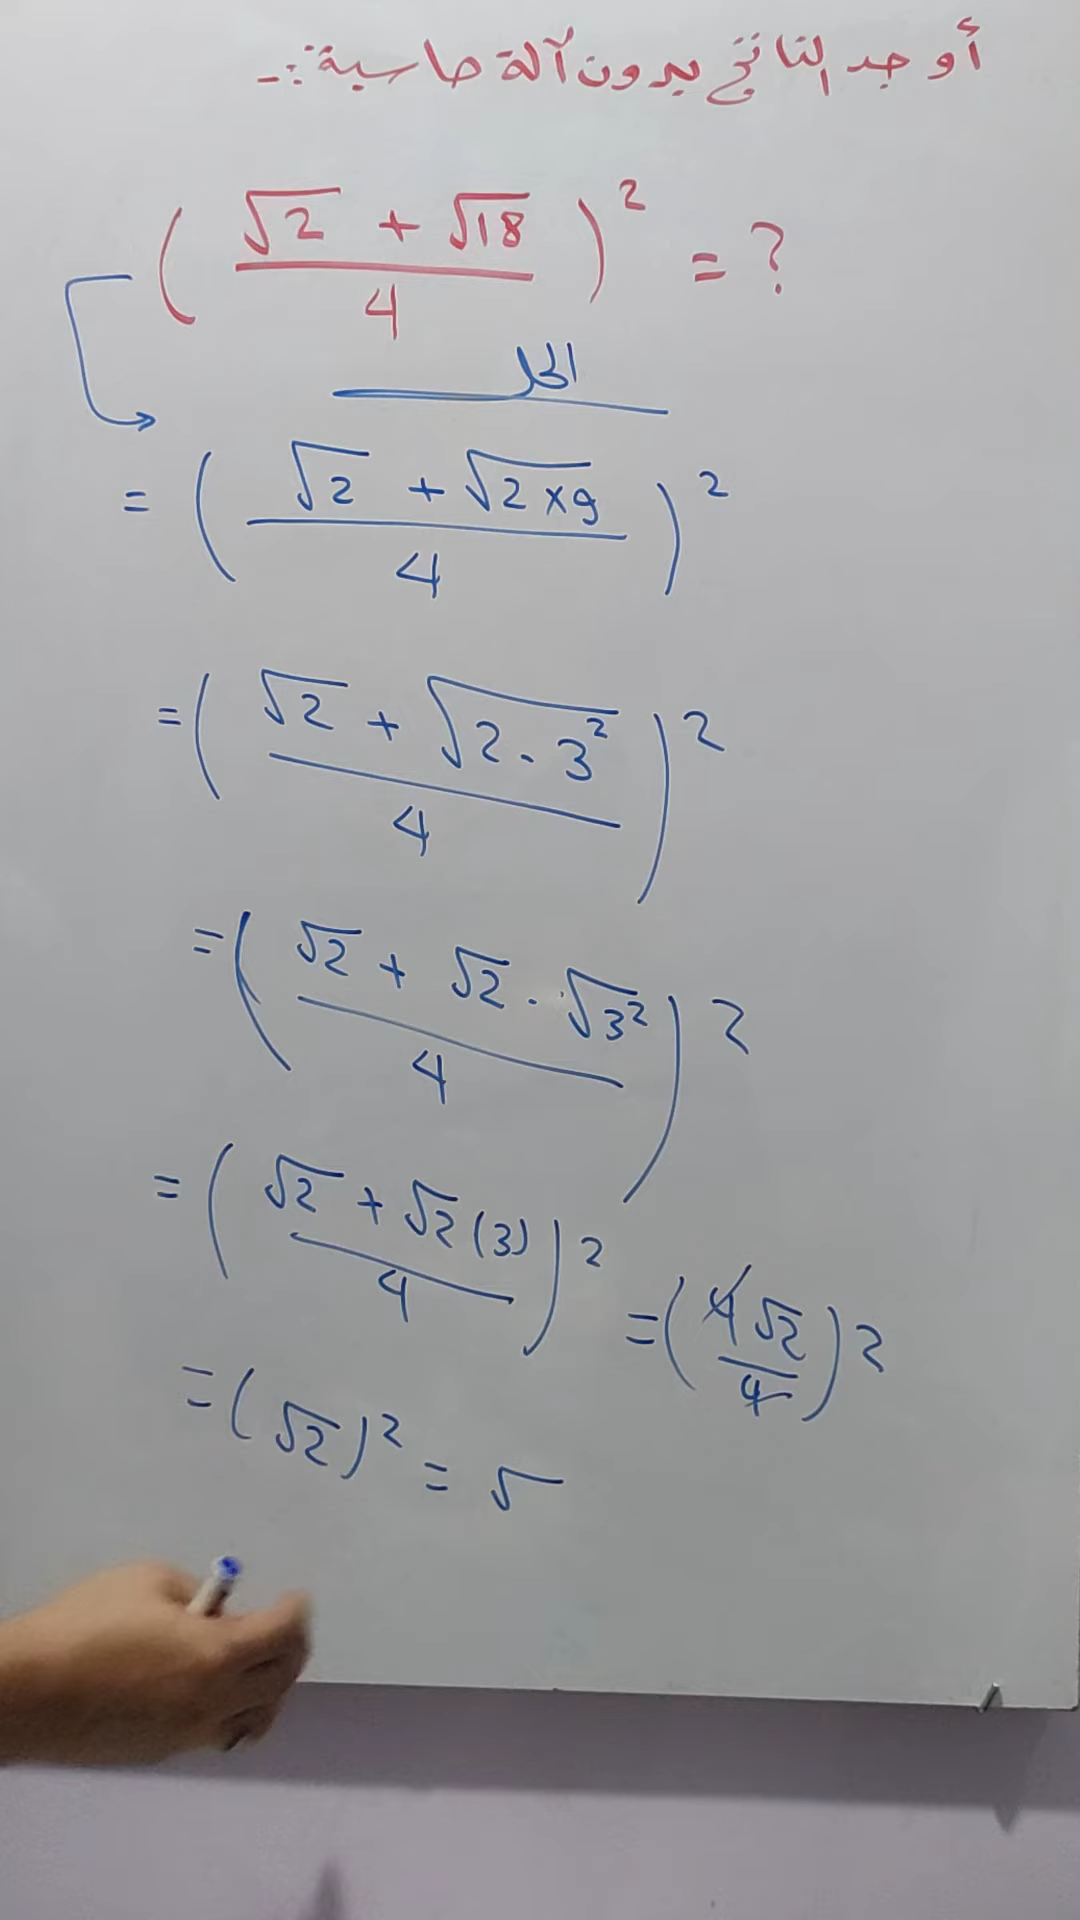 أوجد الناتج بدون آلة حاسبة :-
( (√2 + √18) / 4 )² = ?
الحل
= ( (√2 + √2×9) / 4 )²
= ( (√2 + √2·3²) / 4 )²
= ( (√2 + √2 · √3²) / 4 )²
= ( (√2 + √2(3)) / 4 )² = ( 4√2 / 4 )²
= (√2)² = √